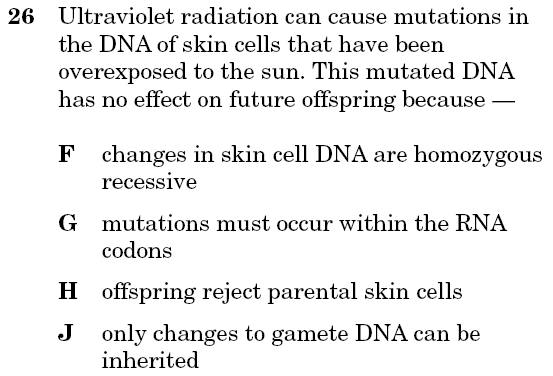 26 Ultraviolet radiation can cause mutations in
the DNA of skin cells that have been
overexposed to the sun. This mutated DNA
has no effect on future offspring because —
F changes in skin cell DNA are homozygous
recessive
G mutations must occur within the RNA
codons
H offspring reject parental skin cells
J only changes to gamete DNA can be
inherited